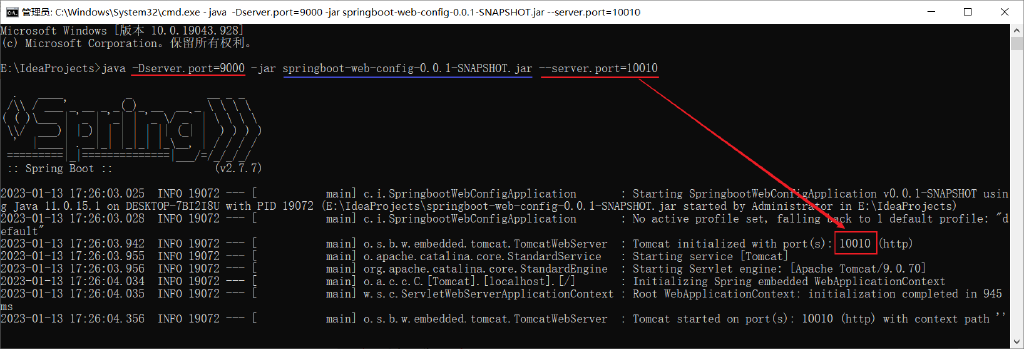 管理员: C:\Windows\System32\cmd.exe - java -Dserver.port=9000 -jar springboot-web-config-0.0.1-SNAPSHOT.jar --server.port=10010
Microsoft Windows [版本 10.0.19043.928]
(c) Microsoft Corporation。保留所有权利。
E:\IdeaProjects>java -Dserver.port=9000 -jar springboot-web-config-0.0.1-SNAPSHOT.jar --server.port=10010
Spring
:: Spring Boot ::                (v2.7.7)
2023-01-13 17:26:03.025  INFO 19072 --- [           main] c.i.SpringbootWebConfigApplication       : Starting SpringbootWebConfigApplication v0.0.1-SNAPSHOT usin
g Java 11.0.15.1 on DESKTOP-7BI2I8U with PID 19072 (E:\IdeaProjects\springboot-web-config-0.0.1-SNAPSHOT.jar started by Administrator in E:\IdeaProjects)
2023-01-13 17:26:03.028  INFO 19072 --- [           main] c.i.SpringbootWebConfigApplication       : No active profile set, falling back to 1 default profile: "d
efault"
2023-01-13 17:26:03.942  INFO 19072 --- [           main] o.s.b.w.embedded.tomcat.TomcatWebServer  : Tomcat initialized with port(s): 10010 (http)
2023-01-13 17:26:03.955  INFO 19072 --- [           main] o.apache.catalina.core.StandardService   : Starting service [Tomcat]
2023-01-13 17:26:03.956  INFO 19072 --- [           main] org.apache.catalina.core.StandardEngine  : Starting Servlet engine: [Apache Tomcat/9.0.70]
2023-01-13 17:26:04.034  INFO 19072 --- [           main] o.a.c.c.C.[Tomcat].[localhost].[/]       : Initializing Spring embedded WebApplicationContext
2023-01-13 17:26:04.035  INFO 19072 --- [           main] w.s.c.ServletWebServerApplicationContext : Root WebApplicationContext: initialization completed in 945
ms
2023-01-13 17:26:04.356  INFO 19072 --- [           main] o.s.b.w.embedded.tomcat.TomcatWebServer  : Tomcat started on port(s): 10010 (http) with context path ''